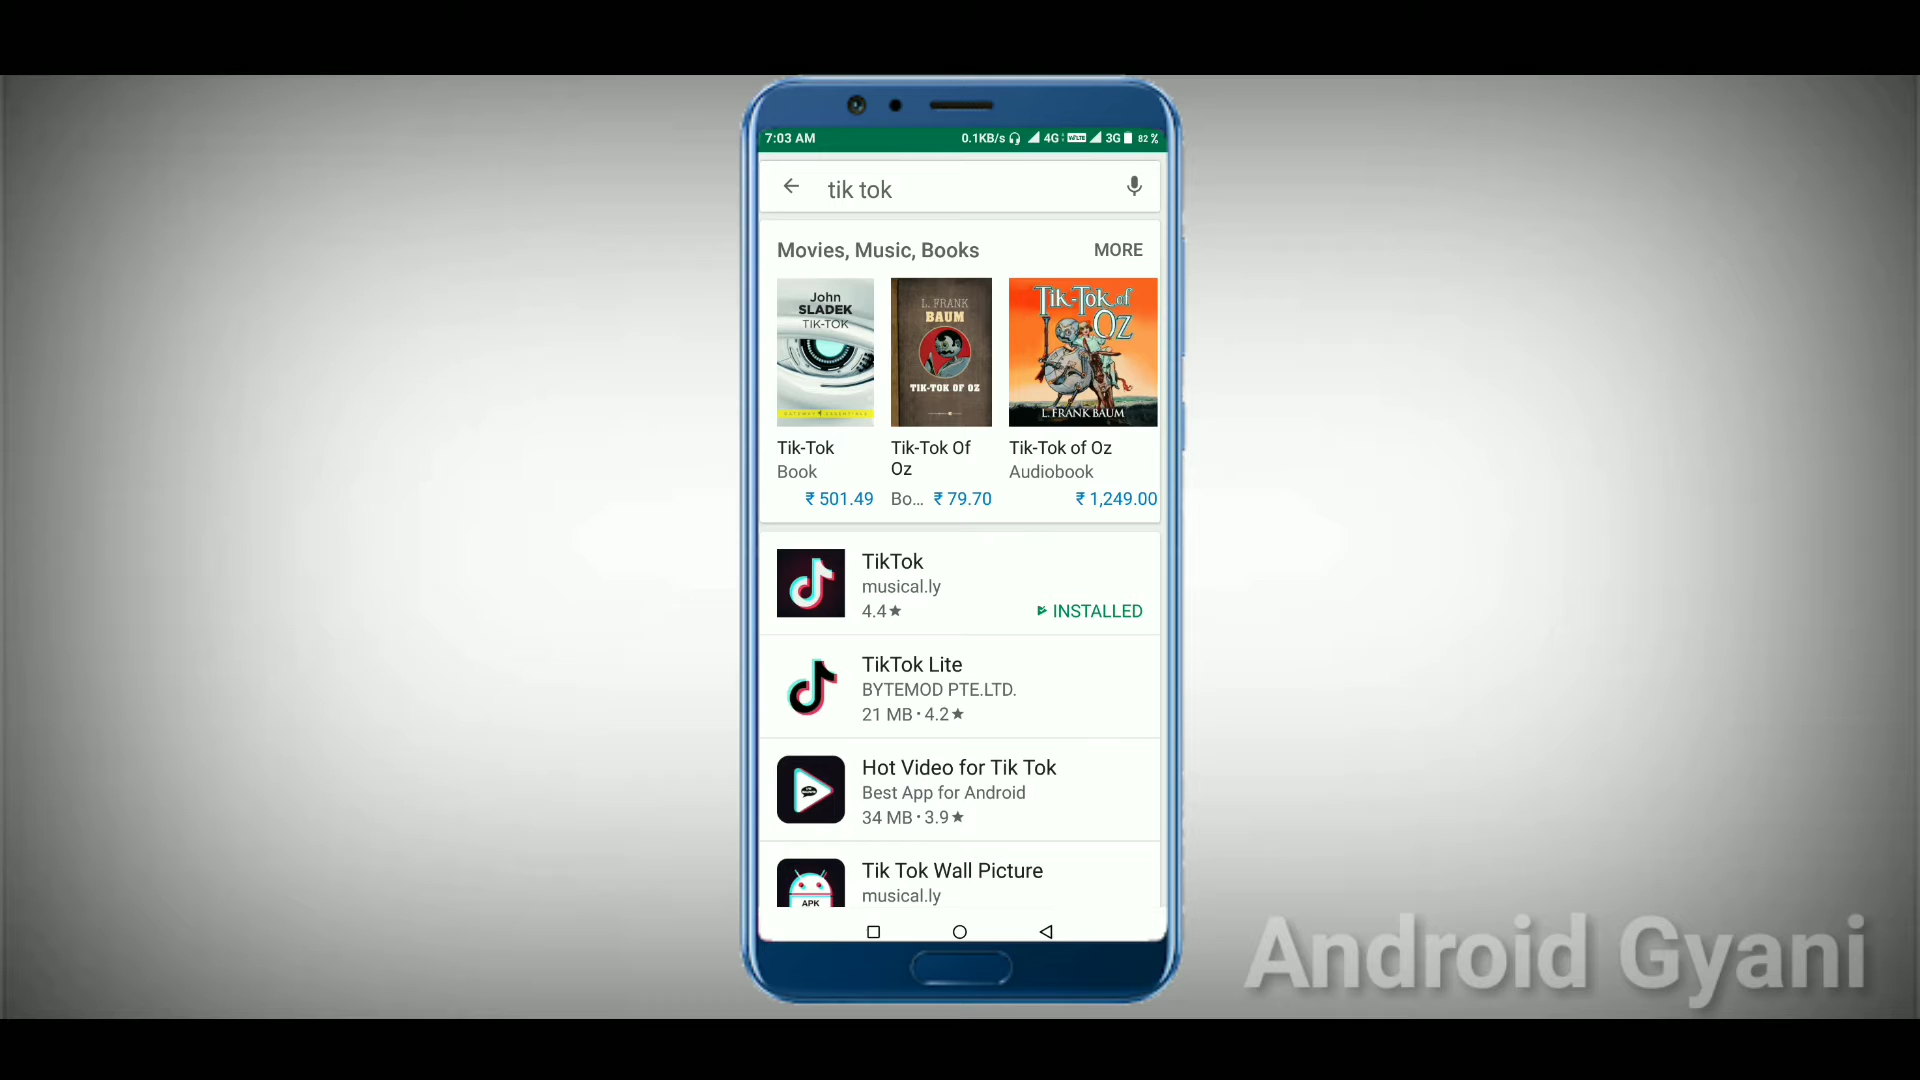 7:03 AM 0.1KB/s 4G VoLTE 3G 82 %
tik tok
Movies, Music, Books MORE
John
SLADEK
TIK-TOK
GATEWAY ESSENTIALS
L. FRANK
BAUM
TIK-TOK OF OZ
Tik-Tok of
Oz
L. FRANK BAUM
Tik-Tok
Book
₹ 501.49
Tik-Tok Of
Oz
Bo... ₹ 79.70
Tik-Tok of Oz
Audiobook
₹ 1,249.00
TikTok
musical.ly
4.4★ INSTALLED
TikTok Lite
BYTEMOD PTE.LTD.
21 MB • 4.2★
Hot Video for Tik Tok
Best App for Android
34 MB • 3.9★
Tik Tok Wall Picture
musical.ly
APK
Android Gyani